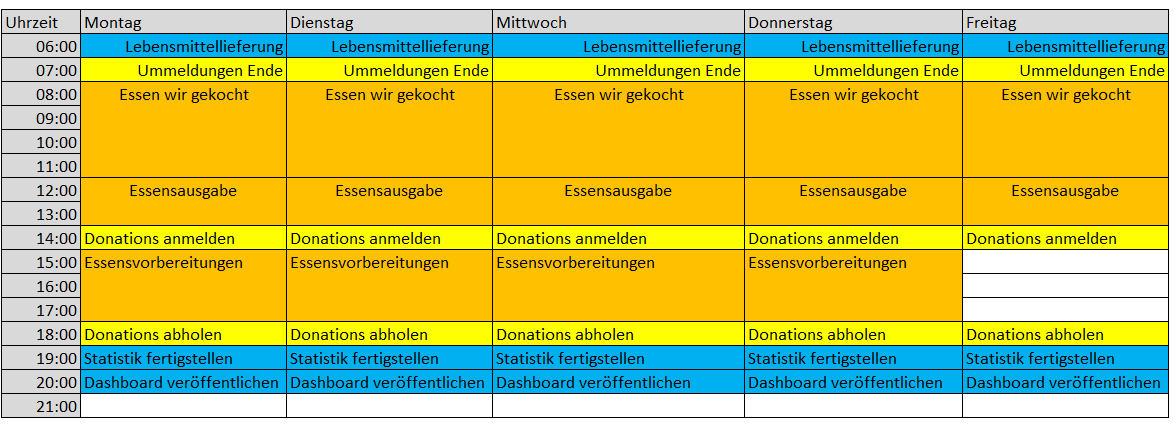 Uhrzeit Montag Dienstag Mittwoch Donnerstag Freitag
06:00 Lebensmittellieferung Lebensmittellieferung Lebensmittellieferung Lebensmittellieferung Lebensmittellieferung
07:00 Ummeldungen Ende Ummeldungen Ende Ummeldungen Ende Ummeldungen Ende Ummeldungen Ende
08:00 Essen wir gekocht Essen wir gekocht Essen wir gekocht Essen wir gekocht Essen wir gekocht
09:00
10:00
11:00
12:00 Essensausgabe Essensausgabe Essensausgabe Essensausgabe Essensausgabe
13:00
14:00 Donations anmelden Donations anmelden Donations anmelden Donations anmelden Donations anmelden
15:00 Essensvorbereitungen Essensvorbereitungen Essensvorbereitungen Essensvorbereitungen
16:00
17:00
18:00 Donations abholen Donations abholen Donations abholen Donations abholen Donations abholen
19:00 Statistik fertigstellen Statistik fertigstellen Statistik fertigstellen Statistik fertigstellen Statistik fertigstellen
20:00 Dashboard veröffentlichen Dashboard veröffentlichen Dashboard veröffentlichen Dashboard veröffentlichen Dashboard veröffentlichen
21:00